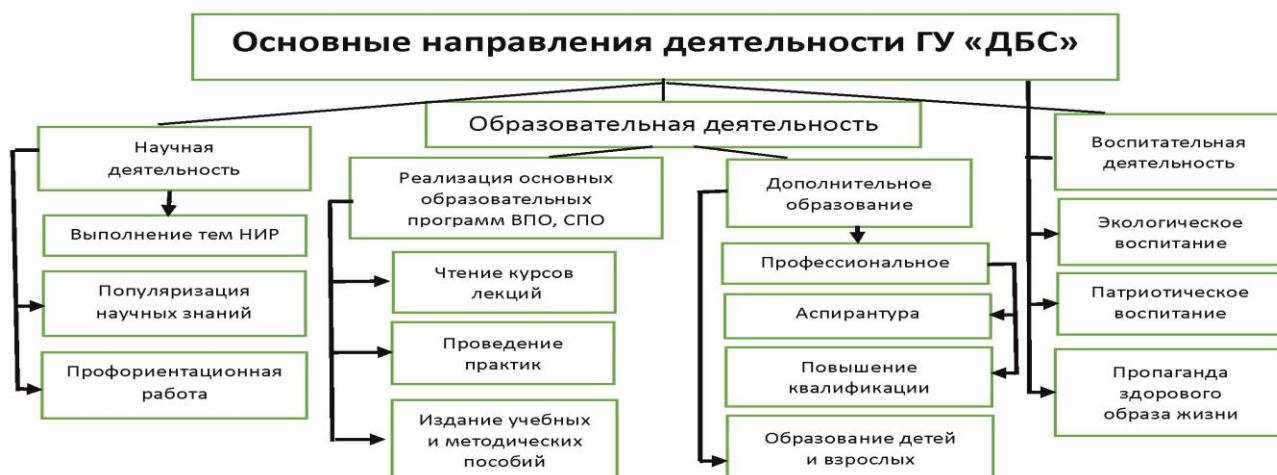 Основные направления деятельности ГУ «ДБС»
Образовательная деятельность
Научная
деятельность
Выполнение тем НИР
Популяризация
научных знаний
Профориентационная
работа
Реализация основных
образовательных
программ ВПО, СПО
Чтение курсов
лекций
Проведение
практик
Издание учебных
и методических
пособий
Дополнительное
образование
Профессиональное
Аспирантура
Повышение
квалификации
Образование детей
и взрослых
Воспитательная
деятельность
Экологическое
воспитание
Патриотическое
воспитание
Пропаганда
здорового
образа жизни